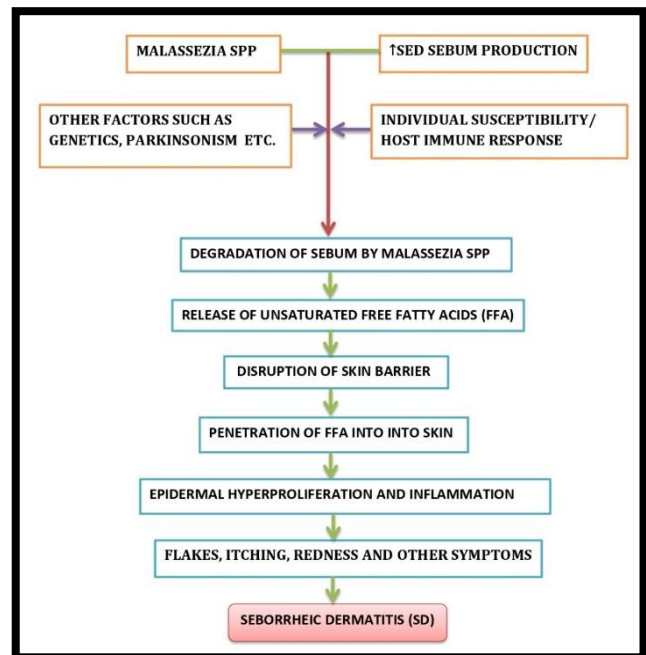 MALASSEZIA SPP
↑SED SEBUM PRODUCTION
OTHER FACTORS SUCH AS
GENETICS, PARKINSONISM ETC.
INDIVIDUAL SUSCEPTIBILITY/
HOST IMMUNE RESPONSE
DEGRADATION OF SEBUM BY MALASSEZIA SPP
RELEASE OF UNSATURATED FREE FATTY ACIDS (FFA)
DISRUPTION OF SKIN BARRIER
PENETRATION OF FFA INTO INTO SKIN
EPIDERMAL HYPERPROLIFERATION AND INFLAMMATION
FLAKES, ITCHING, REDNESS AND OTHER SYMPTOMS
SEBORRHEIC DERMATITIS (SD)